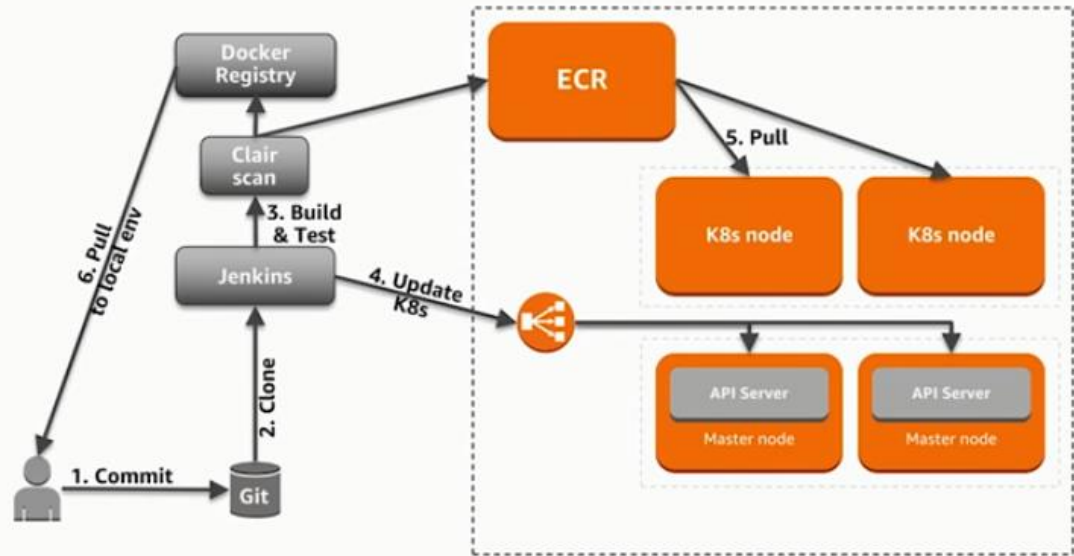 Docker
Registry
ECR
5. Pull
Clair
scan
3. Build
& Test
K8s node
K8s node
6. Pull
to local env
Jenkins
4. Update
K8s
2. Clone
API Server
API Server
Master node
Master node
1. Commit
Git